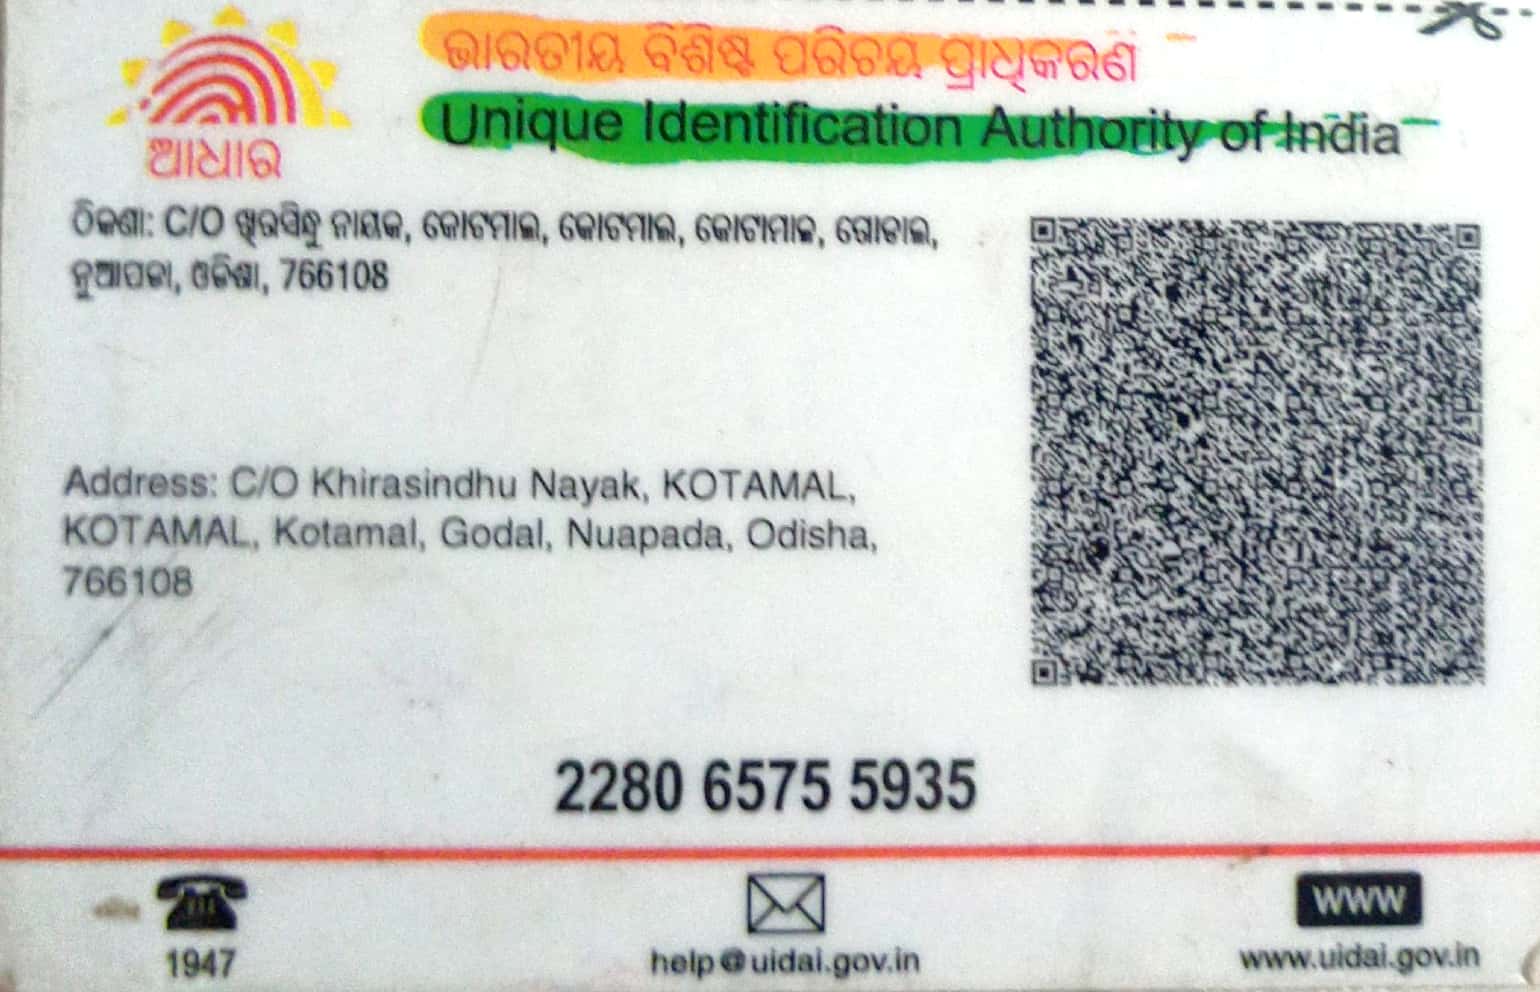 ଭାରତୀୟ ବିଶିଷ୍ଟ ପରିଚୟ ପ୍ରାଧିକରଣ
Unique Identification Authority of India
ଆଧାର
ଠିକଣା: C/O ଖିରସିନ୍ଧୁ ନାୟକ, କୋଟମାଲ, କୋଟମାଲ, କୋଟାମାଳ, ଗୋଡାଲ,
ନୂଆପଡା, ଓଡିଶା, 766108
Address: C/O Khirasindhu Nayak, KOTAMAL,
KOTAMAL, Kotamal, Godal, Nuapada, Odisha,
766108
2280 6575 5935
1947
help@uidai.gov.in
www
www.uidai.gov.in